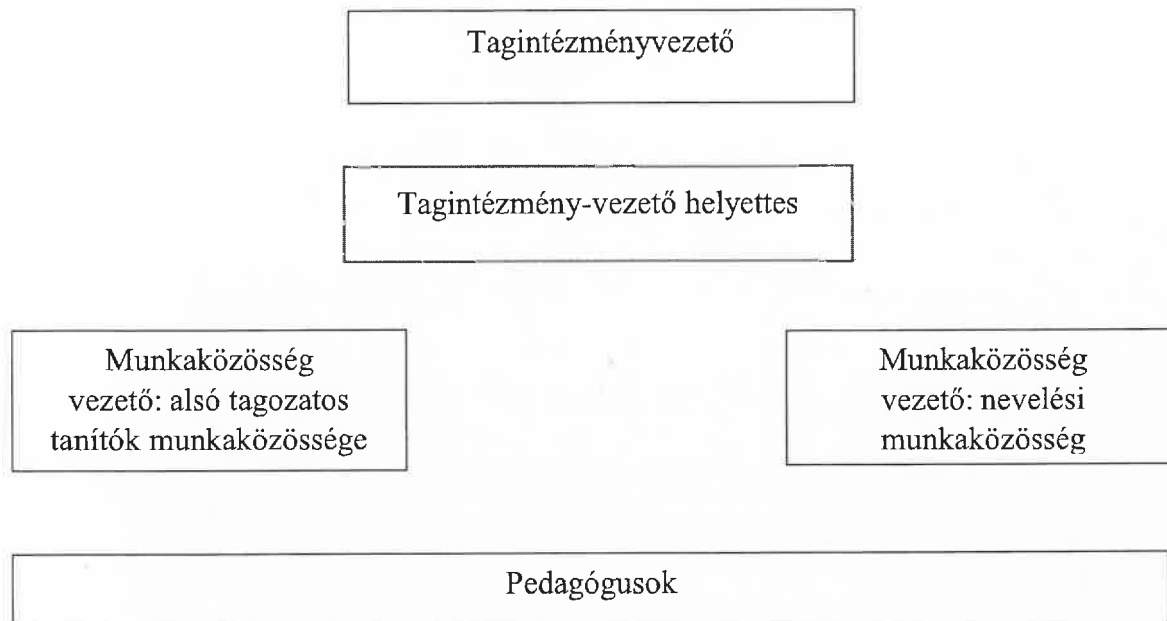 Tagintézményvezető
Tagintézmény-vezető helyettes
Munkaközösség
vezető: alsó tagozatos
tanítók munkaközössége
Munkaközösség
vezető: nevelési
munkaközösség
Pedagógusok